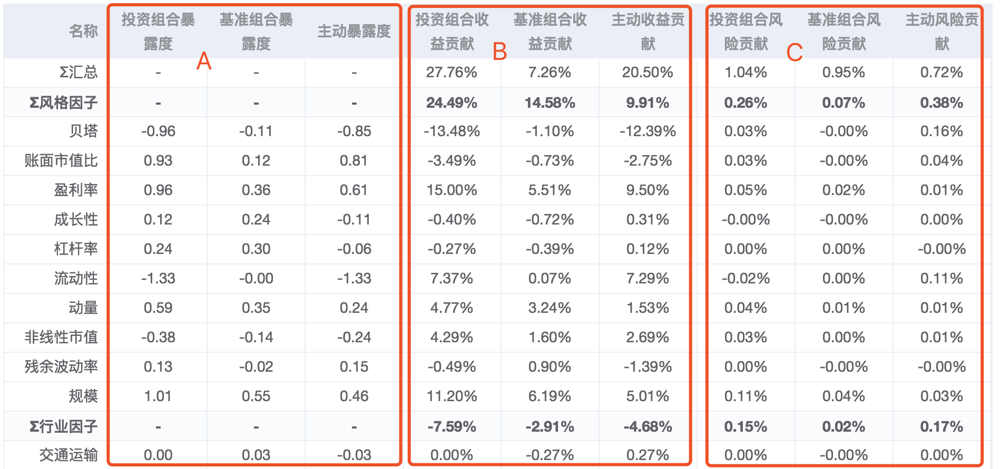 名称 投资组合暴 基准组合暴 主动暴露度 投资组合收 基准组合收 主动收益贡 投资组合风 基准组合风 主动风险贡
露度 露度 益贡献 益贡献 献 险贡献 险贡献 献
A B C
Σ汇总 - - - 27.76% 7.26% 20.50% 1.04% 0.95% 0.72%
Σ风格因子 - - - 24.49% 14.58% 9.91% 0.26% 0.07% 0.38%
贝塔 -0.96 -0.11 -0.85 -13.48% -1.10% -12.39% 0.03% -0.00% 0.16%
账面市值比 0.93 0.12 0.81 -3.49% -0.73% -2.75% 0.03% -0.00% 0.04%
盈利率 0.96 0.36 0.61 15.00% 5.51% 9.50% 0.05% 0.02% 0.01%
成长性 0.12 0.24 -0.11 -0.40% -0.72% 0.31% -0.00% -0.00% 0.00%
杠杆率 0.24 0.30 -0.06 -0.27% -0.39% 0.12% 0.00% 0.00% -0.00%
流动性 -1.33 -0.00 -1.33 7.37% 0.07% 7.29% -0.02% 0.00% 0.11%
动量 0.59 0.35 0.24 4.77% 3.24% 1.53% 0.04% 0.01% 0.01%
非线性市值 -0.38 -0.14 -0.24 4.29% 1.60% 2.69% 0.03% 0.00% 0.01%
残余波动率 0.13 -0.02 0.15 -0.49% 0.90% -1.39% 0.00% -0.00% -0.00%
规模 1.01 0.55 0.46 11.20% 6.19% 5.01% 0.11% 0.04% 0.03%
Σ行业因子 - - - -7.59% -2.91% -4.68% 0.15% 0.02% 0.17%
交通运输 0.00 0.03 -0.03 0.00% -0.27% 0.27% 0.00% -0.00% 0.00%